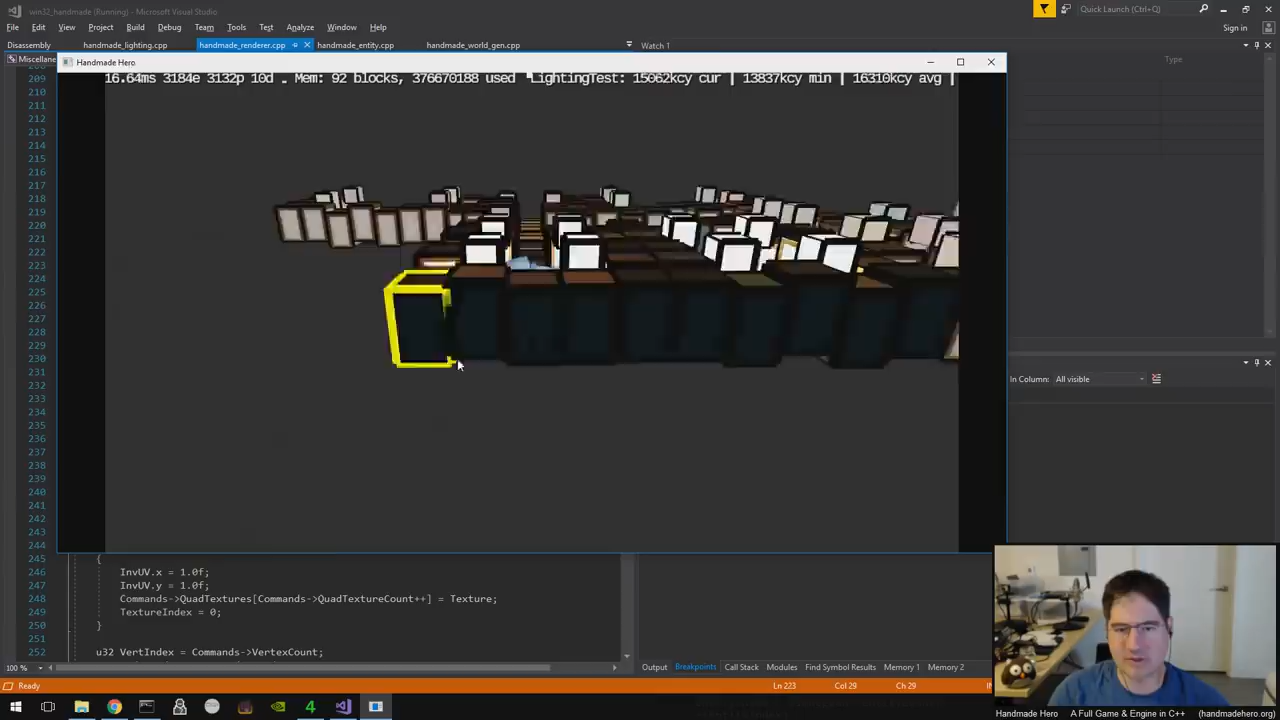 win32_handmade (Running) - Microsoft Visual Studio
Quick Launch (Ctrl+Q)
File Edit View Project Build Debug Team Tools Test Analyze Window Help
Sign in
Disassembly handmade_lighting.cpp handmade_renderer.cpp handmade_entity.cpp handmade_world_gen.cpp
Watch 1
Miscellane
Handmade Hero
Type
16.64ms 3184e 3132p 10d _ Mem: 92 blocks, 376670188 used LightingTest: 15062kcy cur | 13837kcy min | 16310kcy avg |
209
210
211
212
213
214
215
216
217
218
219
220
221
222
223
224
225
226
227
228
229
230
231
232
233
234
235
236
237
238
239
240
241
242
243
244
In Column: All visible
245 {
246 InvUV.x = 1.0f;
247 InvUV.y = 1.0f;
248 Commands->QuadTextures[Commands->QuadTextureCount++] = Texture;
249 TextureIndex = 0;
250 }
251
252 u32 VertIndex = Commands->VertexCount;
100 %
Output Breakpoints Call Stack Modules Find Symbol Results Memory 1 Memory 2
Ready
Ln 223 Col 29 Ch 29
Handmade Hero A Full Game & Engine in C++ (handmadehero.org)